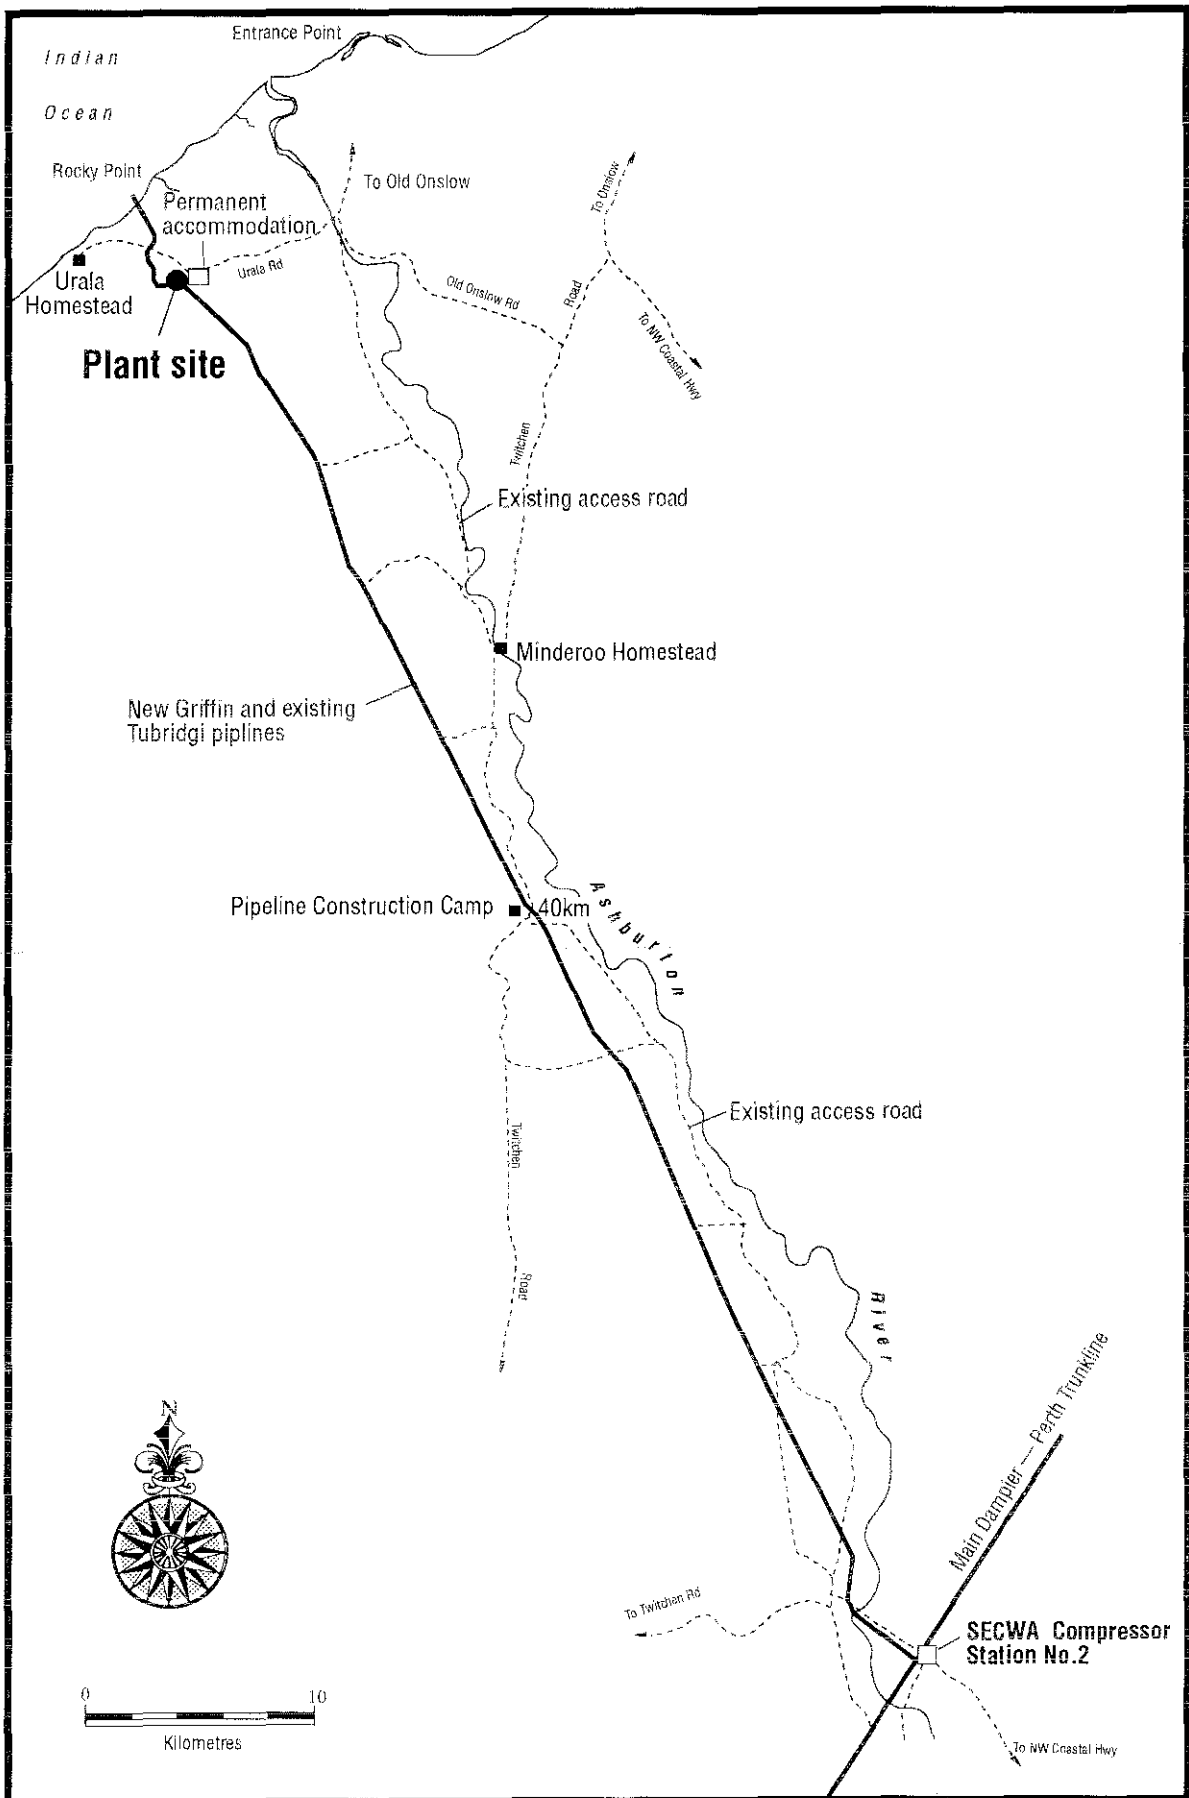 Entrance Point
Indian
Ocean
Rocky Point
To Old Onslow
To Onslow
Permanent
accommodation
Urala Rd
Urala
Homestead
Old Onslow Rd
Road
To NW Coastal Hwy
Plant site
Twitchen
Existing access road
Minderoo Homestead
New Griffin and existing
Tubridgi piplines
Pipeline Construction Camp
40km
Ashburton
Existing access road
Twitchen
Road
River
Main Dampier — Perth Trunkline
N
To Twitchen Rd
SECWA Compressor
Station No.2
0 10
Kilometres
To NW Coastal Hwy